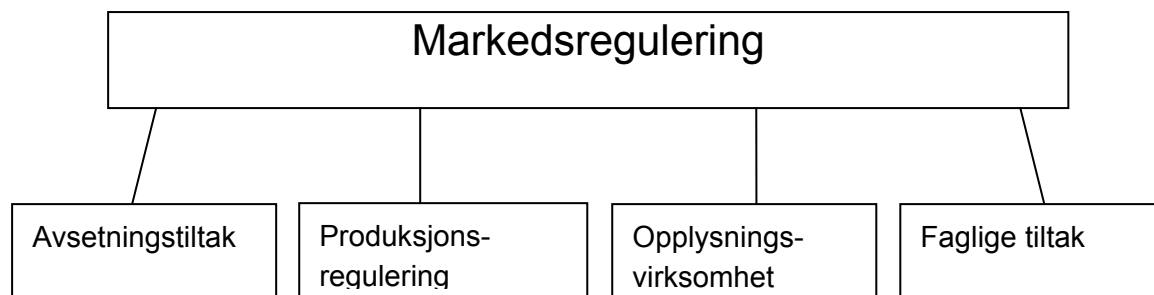 Markedsregulering
Avsetningstiltak
Produksjons-
regulering
Opplysnings-
virksomhet
Faglige tiltak